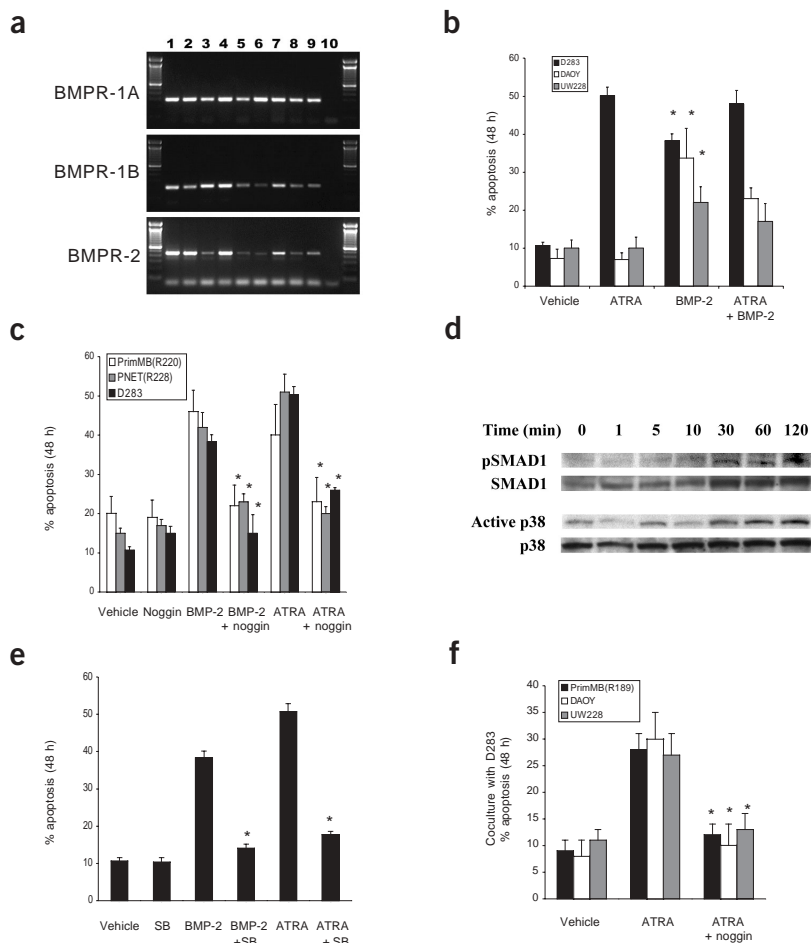 a
1 2 3 4 5 6 7 8 9 10
BMPR-1A
BMPR-1B
BMPR-2
b
60
50
40
30
20
10
0
% apoptosis (48 h)
D283
DAOY
UW228
* *
*
Vehicle ATRA BMP-2 ATRA
+ BMP-2
c
60
50
40
30
20
10
0
% apoptosis (48 h)
PrimMB(R220)
PNET(R228)
D283
* * *
* * *
Vehicle Noggin BMP-2 BMP-2 ATRA ATRA
+ noggin + noggin
d
Time (min) 0 1 5 10 30 60 120
pSMAD1
SMAD1
Active p38
p38
e
60
50
40
30
20
10
0
% apoptosis (48 h)
*
*
Vehicle SB BMP-2 BMP-2 ATRA ATRA
+SB + SB
f
40
35
30
25
20
15
10
5
0
Coculture with D283
% apoptosis (48 h)
PrimMB(R189)
DAOY
UW228
* * *
Vehicle ATRA ATRA
+ noggin